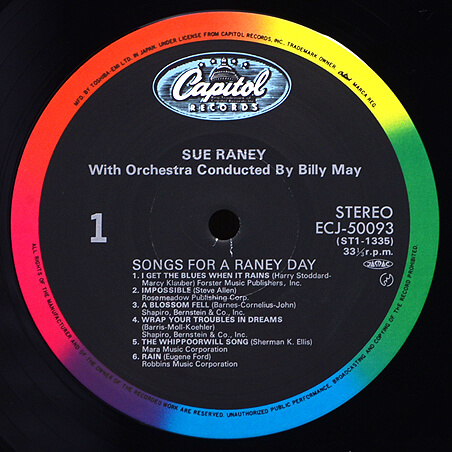 MFD. BY TOSHIBA-EMI LTD. IN JAPAN. UNDER LICENSE FROM CAPITOL RECORDS, INC., TRADEMARK OWNER MARCA REG.
Capitol
RECORDS
SUE RANEY
With Orchestra Conducted By Billy May
1
STEREO
ECJ-50093
(ST1-1335)
33⅓ r.p.m.
SONGS FOR A RANEY DAY
1. I GET THE BLUES WHEN IT RAINS (Harry Stoddard-
Marcy Klauber) Forster Music Publishers, Inc.
2. IMPOSSIBLE (Steve Allen)
Rosemeadow Publishing Corp.
3. A BLOSSOM FELL (Barnes-Cornelius-John)
Shapiro, Bernstein & Co., Inc.
4. WRAP YOUR TROUBLES IN DREAMS
(Barris-Moll-Koehler)
Shapiro, Bernstein & Co., Inc.
5. THE WHIPPOORWILL SONG (Sherman K. Ellis)
Mara Music Corporation
6. RAIN (Eugene Ford)
Robbins Music Corporation
ALL RIGHTS OF THE MANUFACTURER AND OF THE OWNER OF THE RECORDED WORK ARE RESERVED. UNAUTHORIZED PUBLIC PERFORMANCE, BROADCASTING AND COPYING OF THE RECORD PROHIBITED.